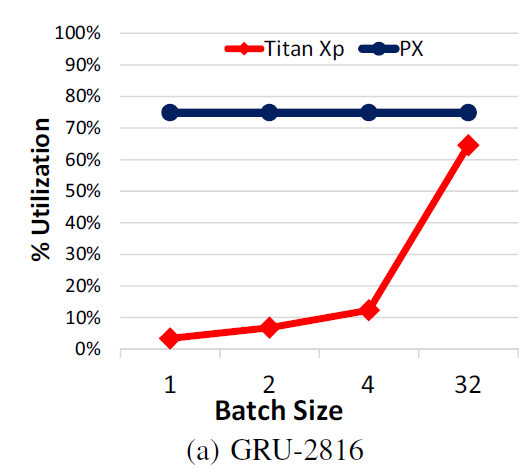 100%
Titan Xp PX
90%
80%
70%
60%
50%
40%
30%
20%
10%
0%
% Utilization
1 2 4 32
Batch Size
(a) GRU-2816